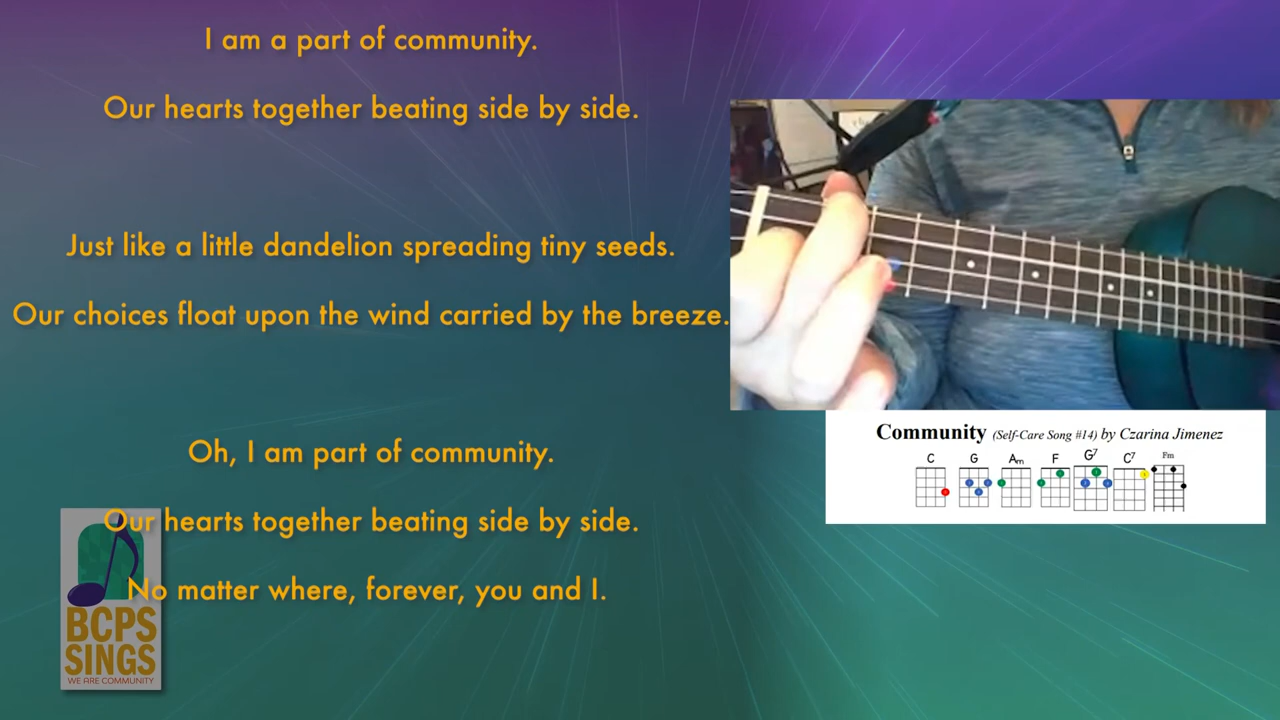 I am a part of community.
Our hearts together beating side by side.
Just like a little dandelion spreading tiny seeds.
Our choices float upon the wind carried by the breeze.
Oh, I am part of community.
Our hearts together beating side by side.
No matter where, forever, you and I.
BCPS
SINGS
WE ARE COMMUNITY
Community (Self-Care Song #14) by Czarina Jimenez
C G Am F G7 C7 Fm